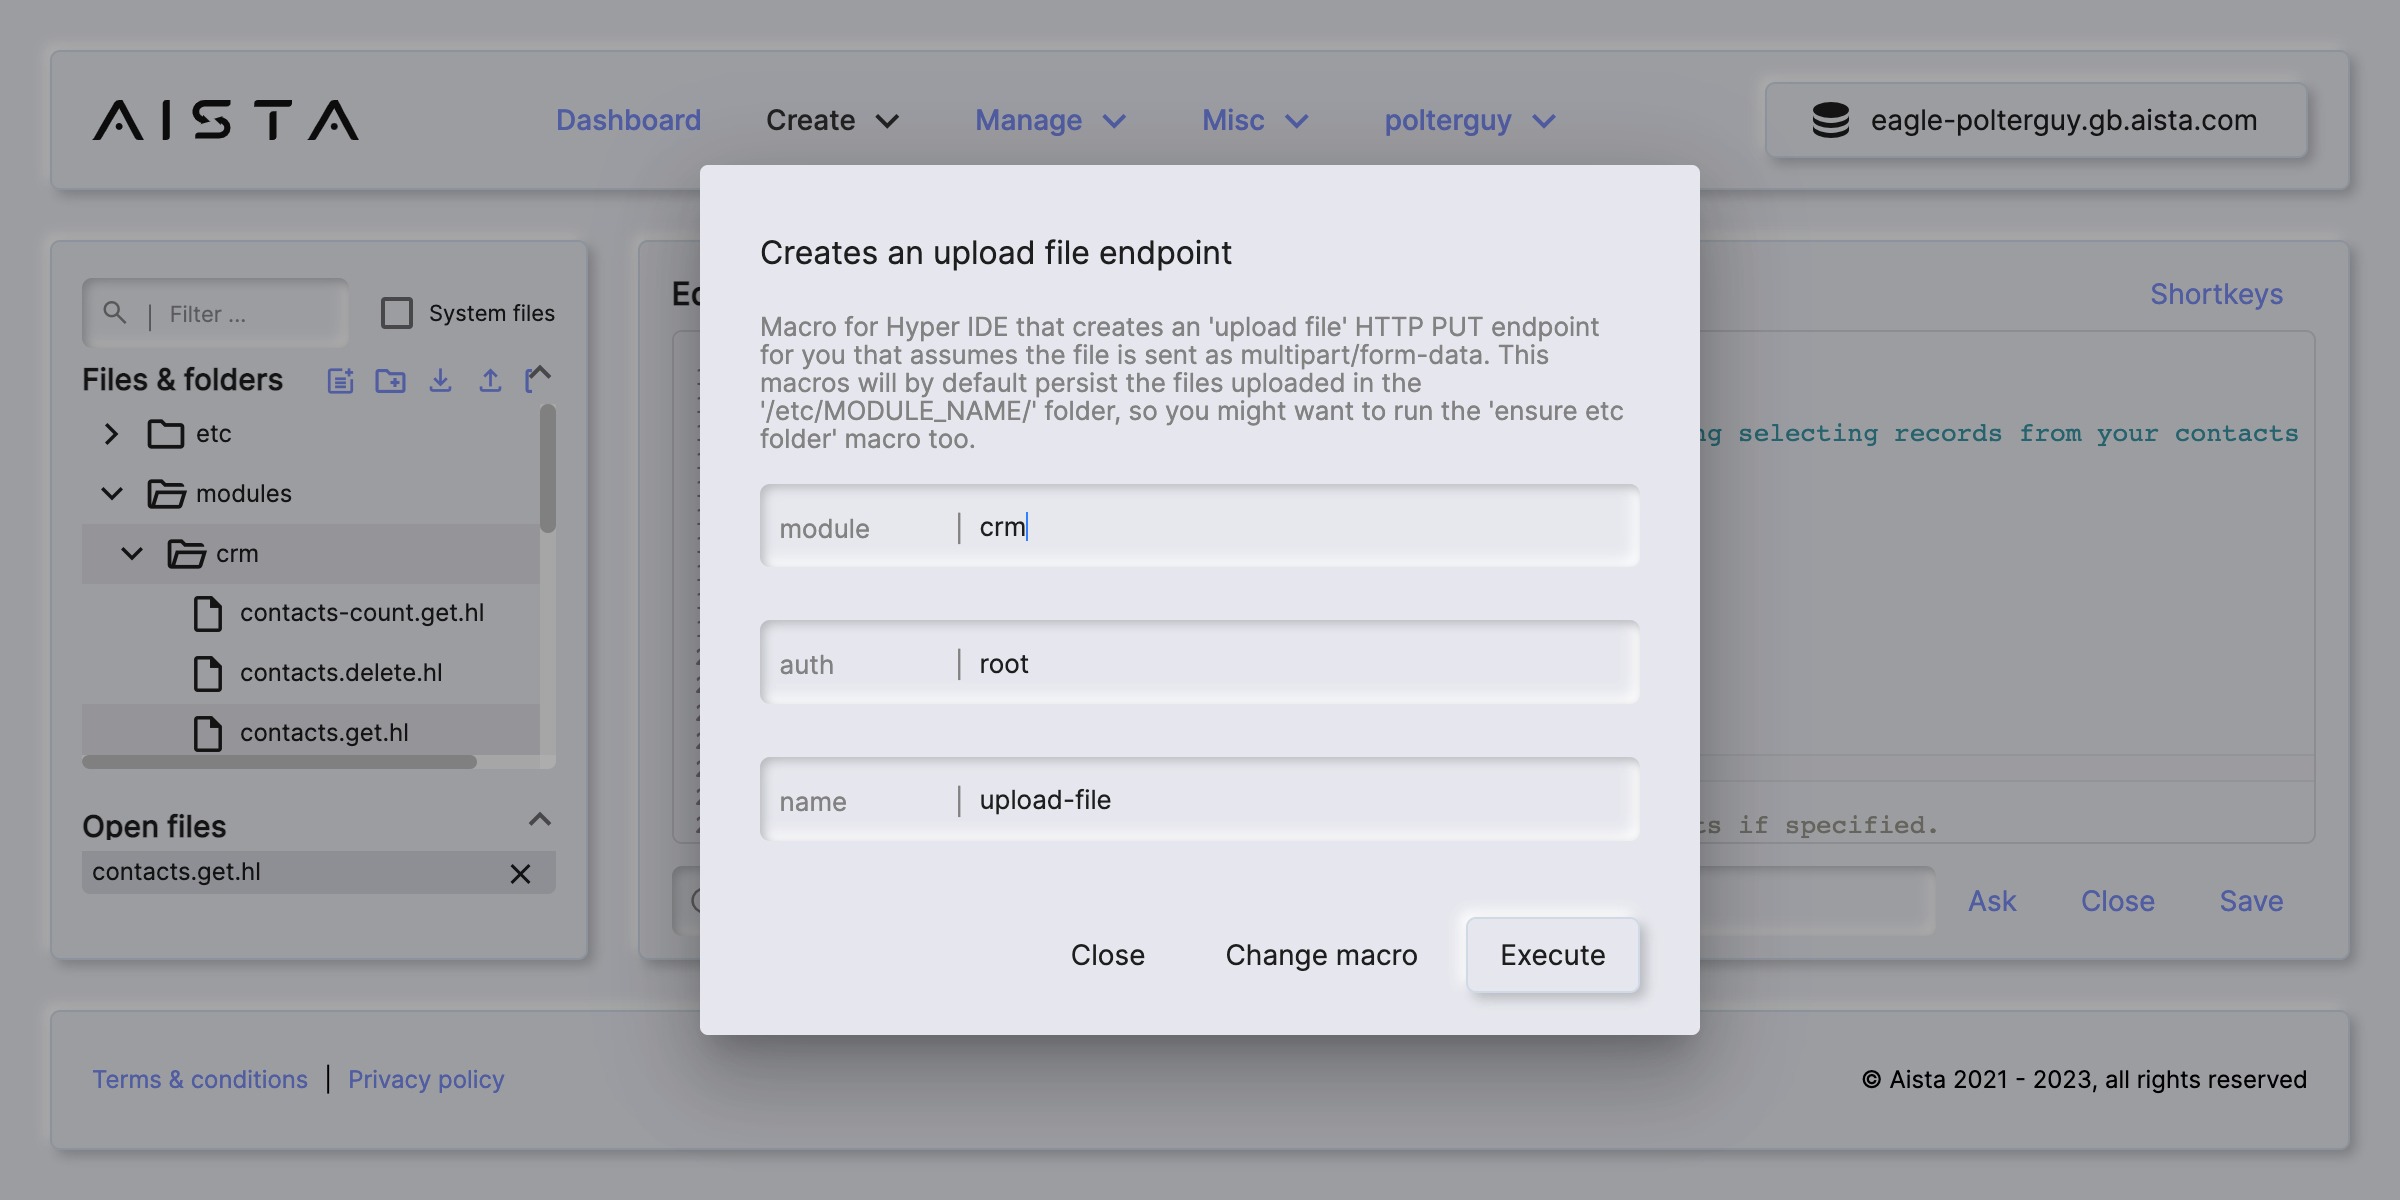 AISTA
Dashboard
Create
Manage
Misc
polterguy
eagle-polterguy.gb.aista.com
Filter ...
System files
Files & folders
etc
modules
crm
contacts-count.get.hl
contacts.delete.hl
contacts.get.hl
Open files
contacts.get.hl
Shortkeys
selecting records from your contacts
if specified.
Ask
Close
Save
Creates an upload file endpoint
Macro for Hyper IDE that creates an 'upload file' HTTP PUT endpoint
for you that assumes the file is sent as multipart/form-data. This
macros will by default persist the files uploaded in the
'/etc/MODULE_NAME/' folder, so you might want to run the 'ensure etc
folder' macro too.
module | crm
auth | root
name | upload-file
Close
Change macro
Execute
Terms & conditions | Privacy policy
© Aista 2021 - 2023, all rights reserved